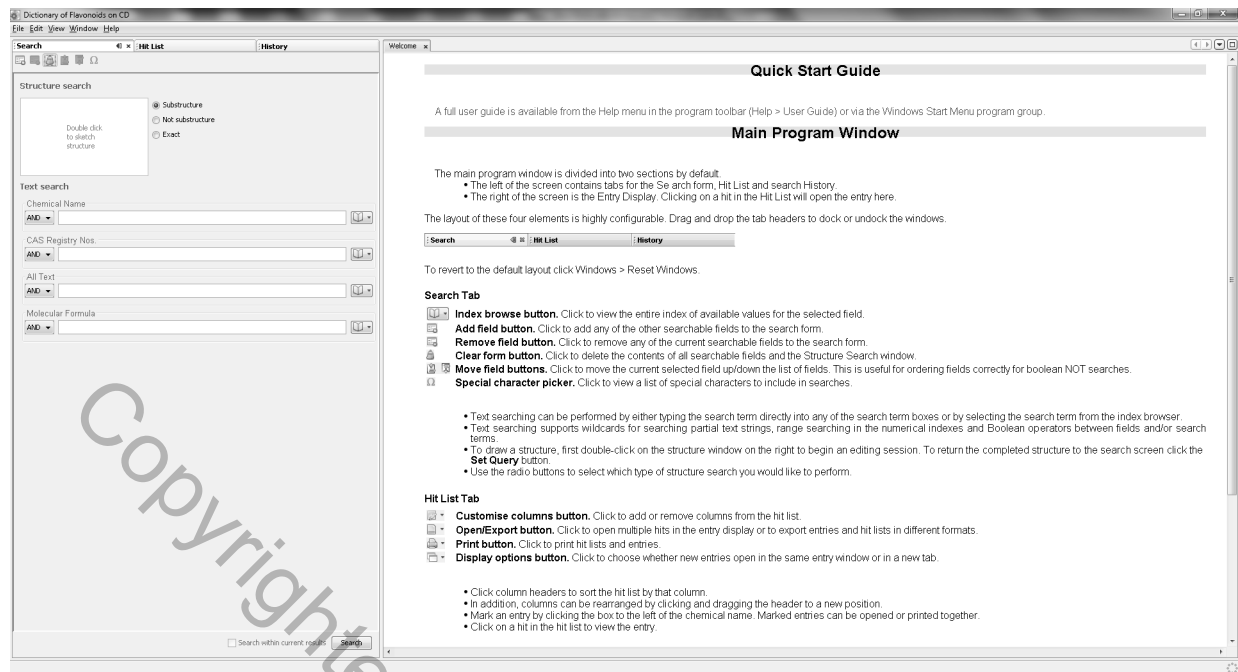 Dictionary of Flavonoids on CD
File Edit View Window Help
Search Hit List History
Structure search
Double click
to sketch
structure
Substructure
Not substructure
Exact
Text search
Chemical Name
AND
CAS Registry Nos.
AND
All Text
AND
Molecular Formula
AND
Search within current results Search
Welcome
Quick Start Guide
A full user guide is available from the Help menu in the program toolbar (Help > User Guide) or via the Windows Start Menu program group.
Main Program Window
The main program window is divided into two sections by default.
• The left of the screen contains tabs for the Se arch form, Hit List and search History.
• The right of the screen is the Entry Display. Clicking on a hit in the Hit List will open the entry here.
The layout of these four elements is highly configurable. Drag and drop the tab headers to dock or undock the windows.
Search Hit List History
To revert to the default layout click Windows > Reset Windows.
Search Tab
Index browse button. Click to view the entire index of available values for the selected field.
Add field button. Click to add any of the other searchable fields to the search form.
Remove field button. Click to remove any of the current searchable fields to the search form.
Clear form button. Click to delete the contents of all searchable fields and the Structure Search window.
Move field buttons. Click to move the current selected field up/down the list of fields. This is useful for ordering fields correctly for boolean NOT searches.
Ω Special character picker. Click to view a list of special characters to include in searches.
• Text searching can be performed by either typing the search term directly into any of the search term boxes or by selecting the search term from the index browser.
• Text searching supports wildcards for searching partial text strings, range searching in the numerical indexes and Boolean operators between fields and/or search
terms.
• To draw a structure, first double-click on the structure window on the right to begin an editing session. To return the completed structure to the search screen click the
Set Query button.
• Use the radio buttons to select which type of structure search you would like to perform.
Hit List Tab
Customise columns button. Click to add or remove columns from the hit list.
Open/Export button. Click to open multiple hits in the entry display or to export entries and hit lists in different formats.
Print button. Click to print hit lists and entries.
Display options button. Click to choose whether new entries open in the same entry window or in a new tab.
• Click column headers to sort the hit list by that column.
• In addition, columns can be rearranged by clicking and dragging the header to a new position.
• Mark an entry by clicking the box to the left of the chemical name. Marked entries can be opened or printed together.
• Click on a hit in the hit list to view the entry.
Copyrighte